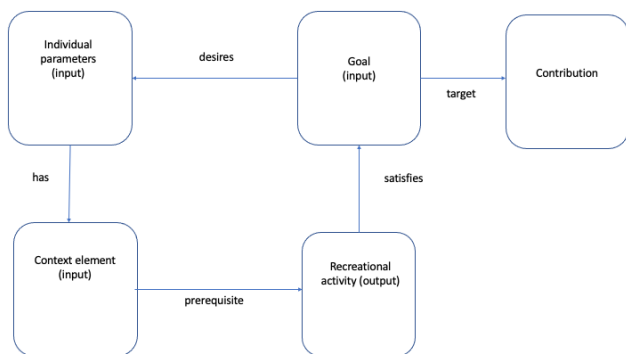 Individual
parameters
(input)
desires
Goal
(input)
target
Contribution
has
satisfies
Context element
(input)
prerequisite
Recreational
activity (output)